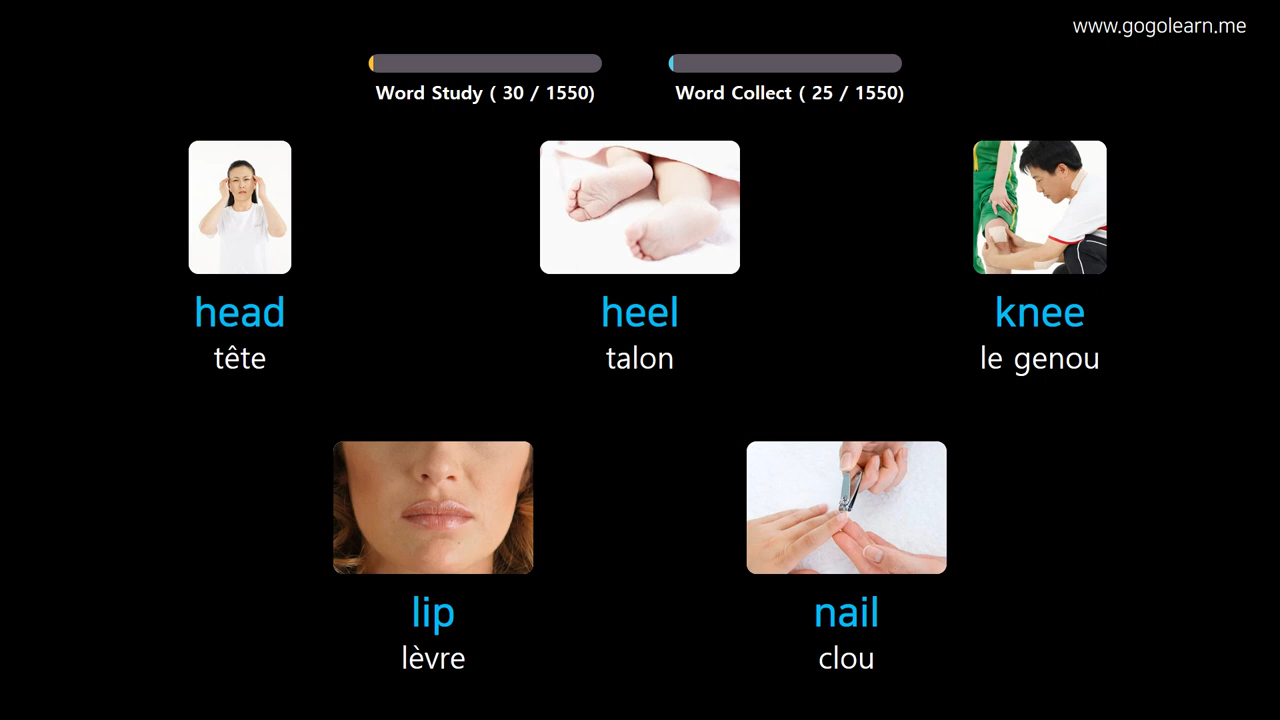 www.gogolearn.me
Word Study ( 30 / 1550)
Word Collect ( 25 / 1550)
head
tête
heel
talon
knee
le genou
lip
lèvre
nail
clou